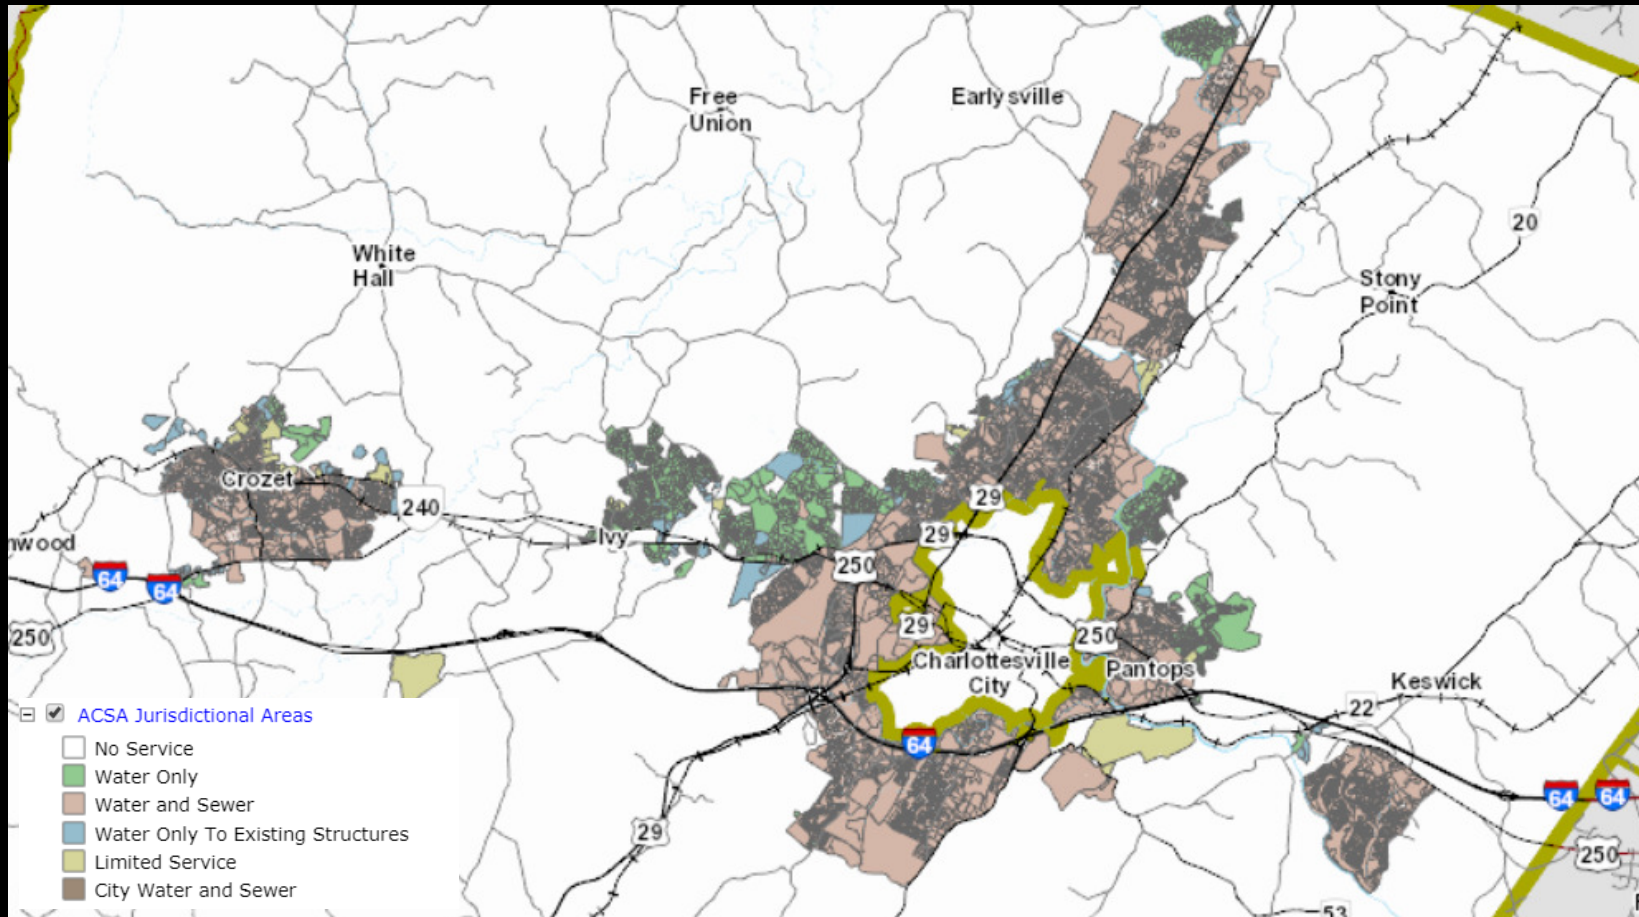 Free
Union
Earlysville
20
White
Hall
Stony
Point
Crozet
240
29
29
Ivy
nwood
250
64
64
29
250
250
Charlottesville
City
Pantops
Keswick
22
64
64
64
29
250
53
ACSA Jurisdictional Areas
No Service
Water Only
Water and Sewer
Water Only To Existing Structures
Limited Service
City Water and Sewer